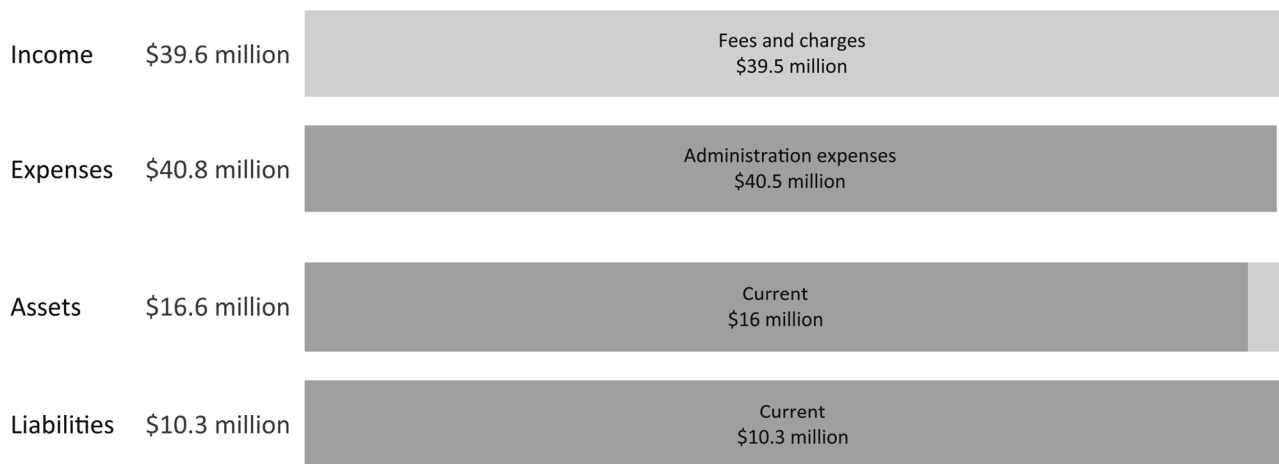 Income $39.6 million Fees and charges
$39.5 million
Expenses $40.8 million Administration expenses
$40.5 million
Assets $16.6 million Current
$16 million
Liabilities $10.3 million Current
$10.3 million